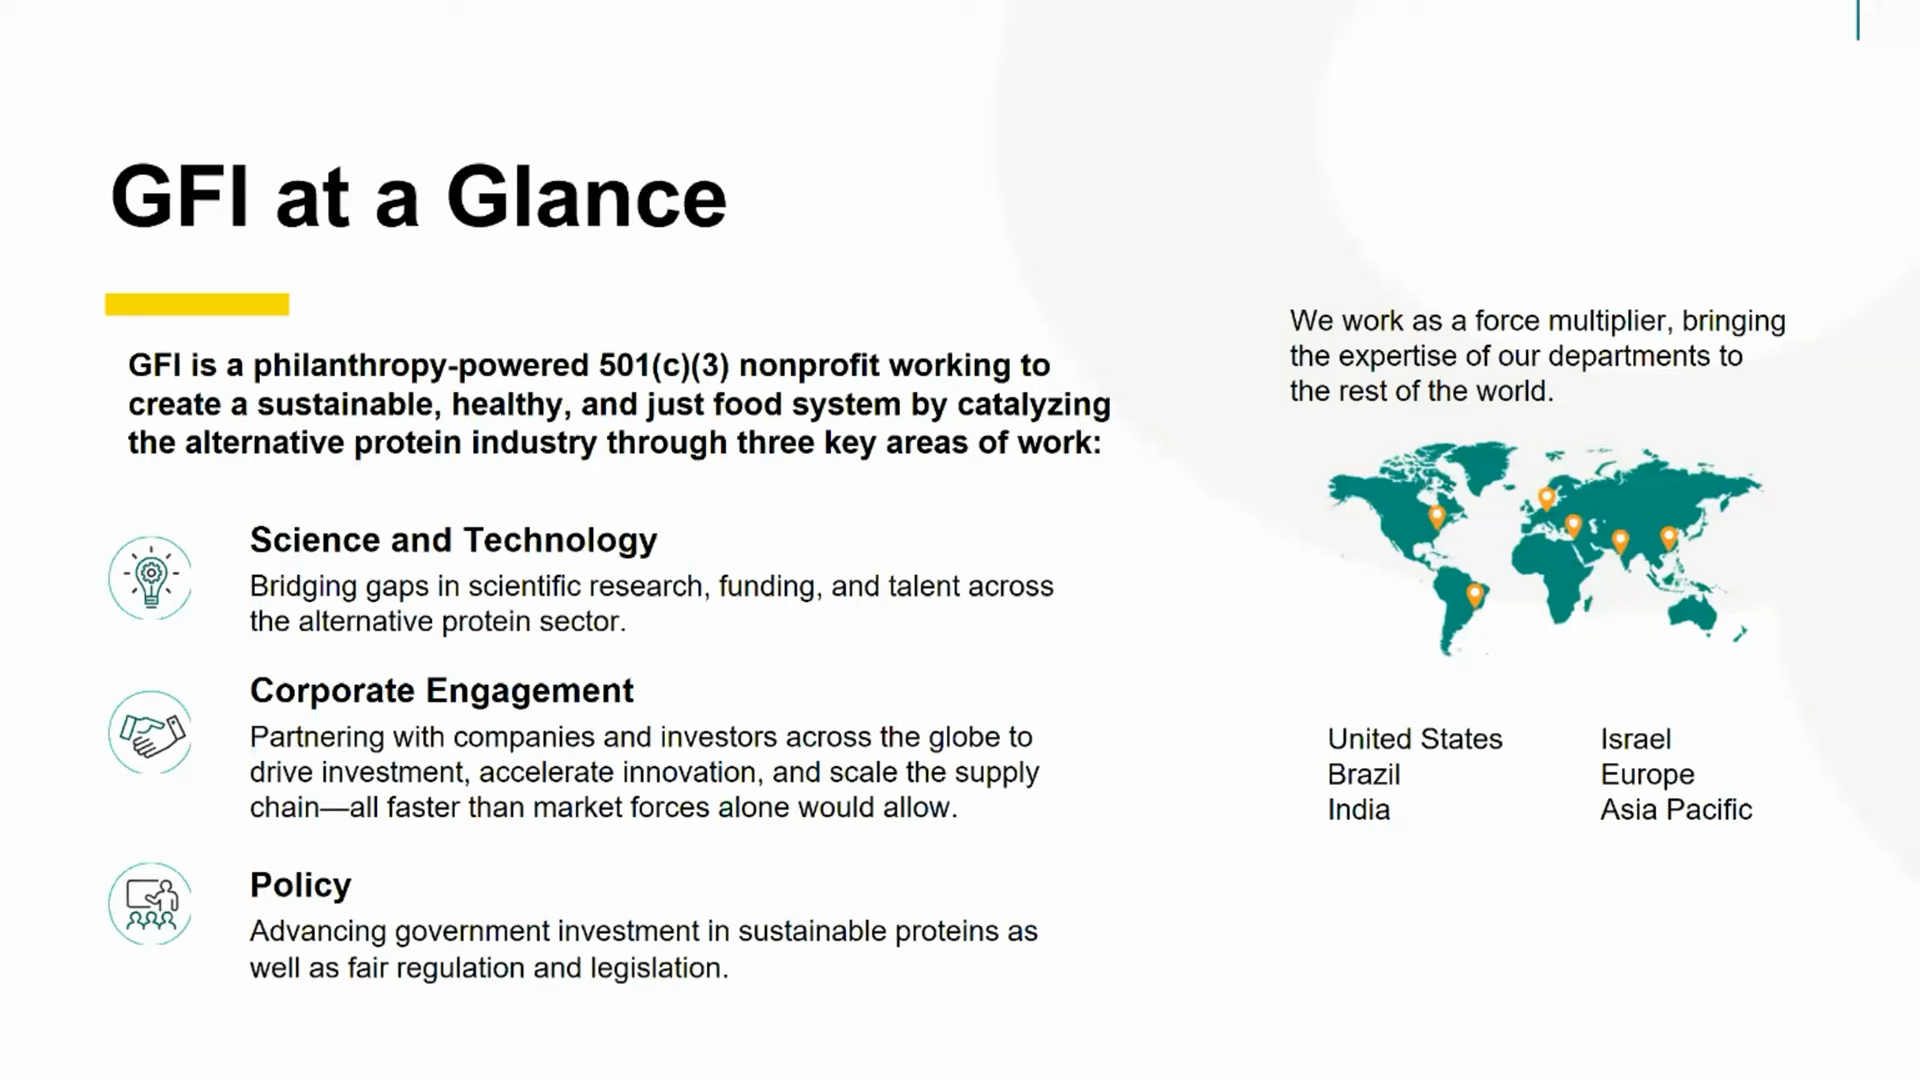 GFI at a Glance
GFI is a philanthropy-powered 501(c)(3) nonprofit working to
create a sustainable, healthy, and just food system by catalyzing
the alternative protein industry through three key areas of work:
Science and Technology
Bridging gaps in scientific research, funding, and talent across
the alternative protein sector.
Corporate Engagement
Partnering with companies and investors across the globe to
drive investment, accelerate innovation, and scale the supply
chain—all faster than market forces alone would allow.
Policy
Advancing government investment in sustainable proteins as
well as fair regulation and legislation.
We work as a force multiplier, bringing
the expertise of our departments to
the rest of the world.
United States
Brazil
India
Israel
Europe
Asia Pacific